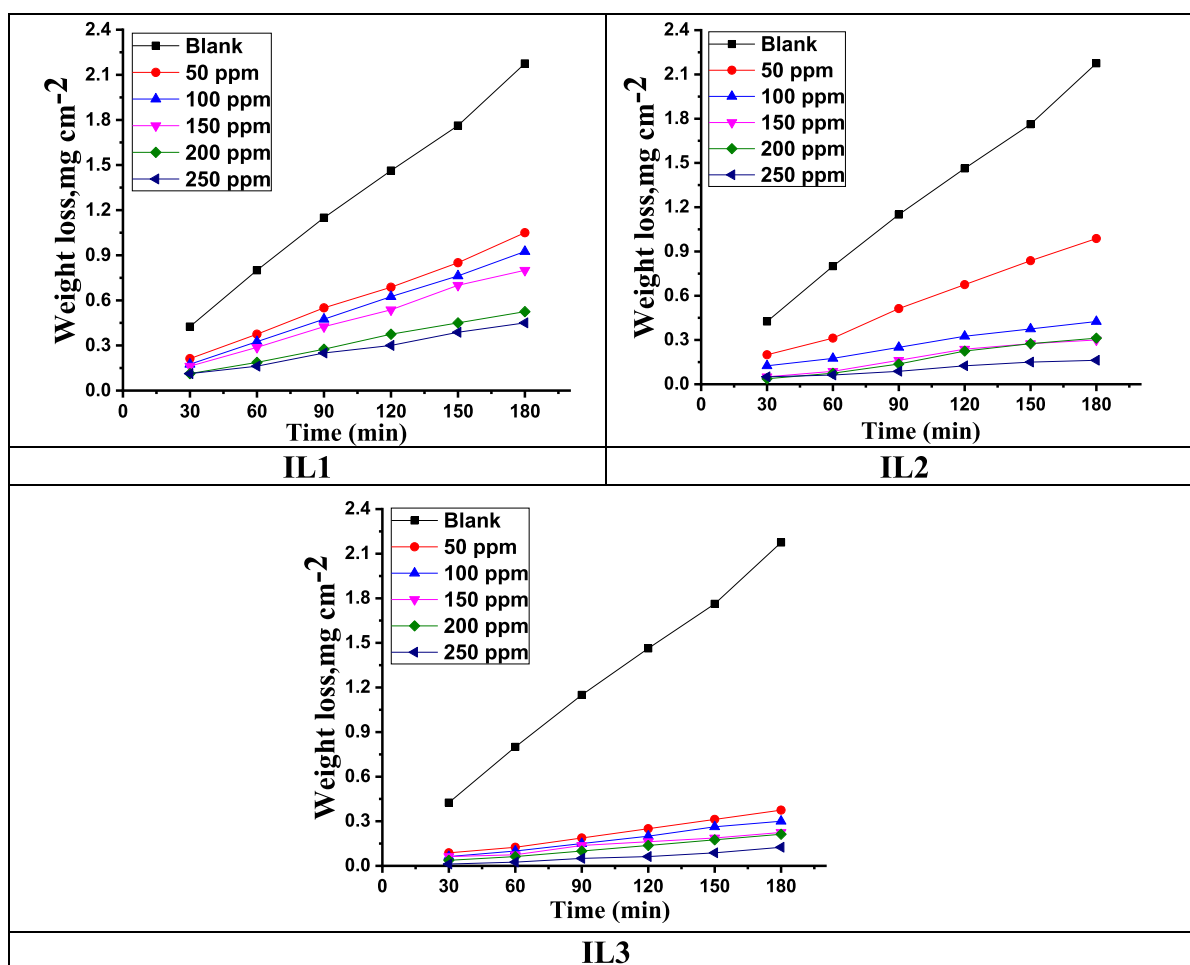 2.4
2.1
1.8
1.5
1.2
0.9
0.6
0.3
0.0
Weight loss,mg cm-2
Blank
50 ppm
100 ppm
150 ppm
200 ppm
250 ppm
0 30 60 90 120 150 180
Time (min)
IL1
2.4
2.1
1.8
1.5
1.2
0.9
0.6
0.3
0.0
Weight loss,mg cm-2
Blank
50 ppm
100 ppm
150 ppm
200 ppm
250 ppm
0 30 60 90 120 150 180
Time (min)
IL2
2.4
2.1
1.8
1.5
1.2
0.9
0.6
0.3
0.0
Weight loss,mg cm-2
Blank
50 ppm
100 ppm
150 ppm
200 ppm
250 ppm
0 30 60 90 120 150 180
Time (min)
IL3